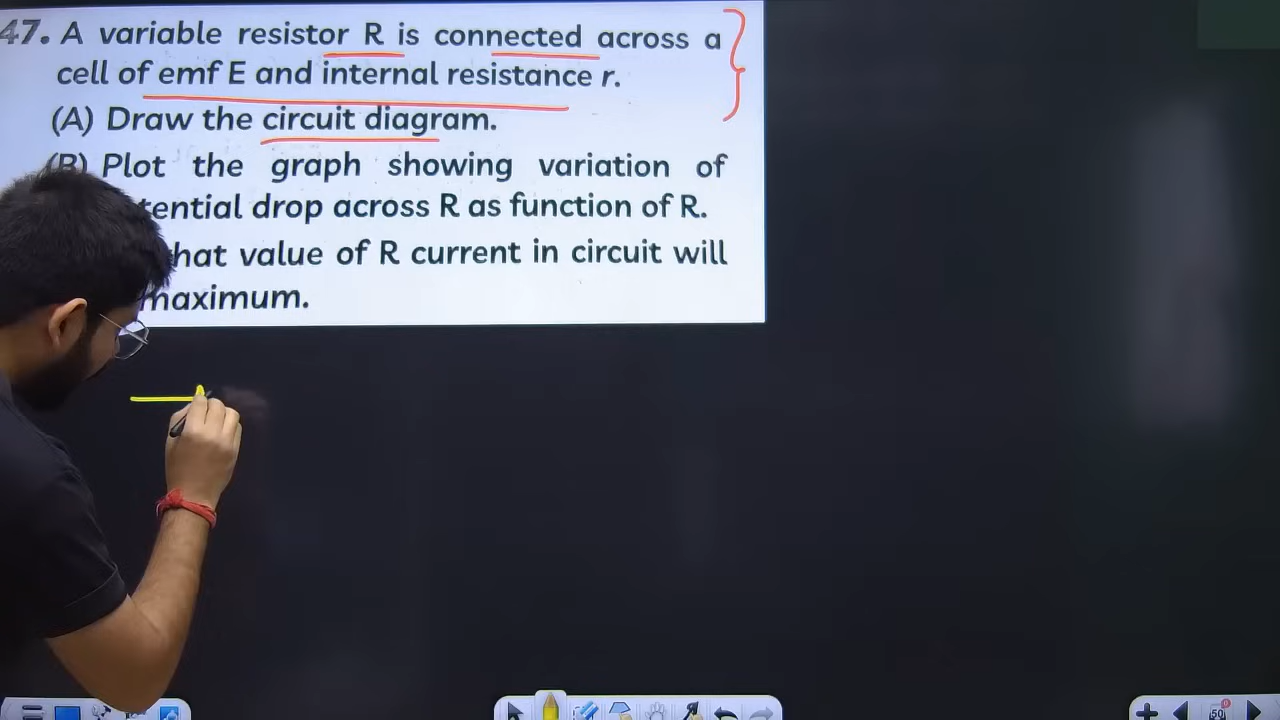 47. A variable resistor R is connected across a
cell of emf E and internal resistance r.
(A) Draw the circuit diagram.
(B) Plot the graph showing variation of
tential drop across R as function of R.
hat value of R current in circuit will
maximum.
50